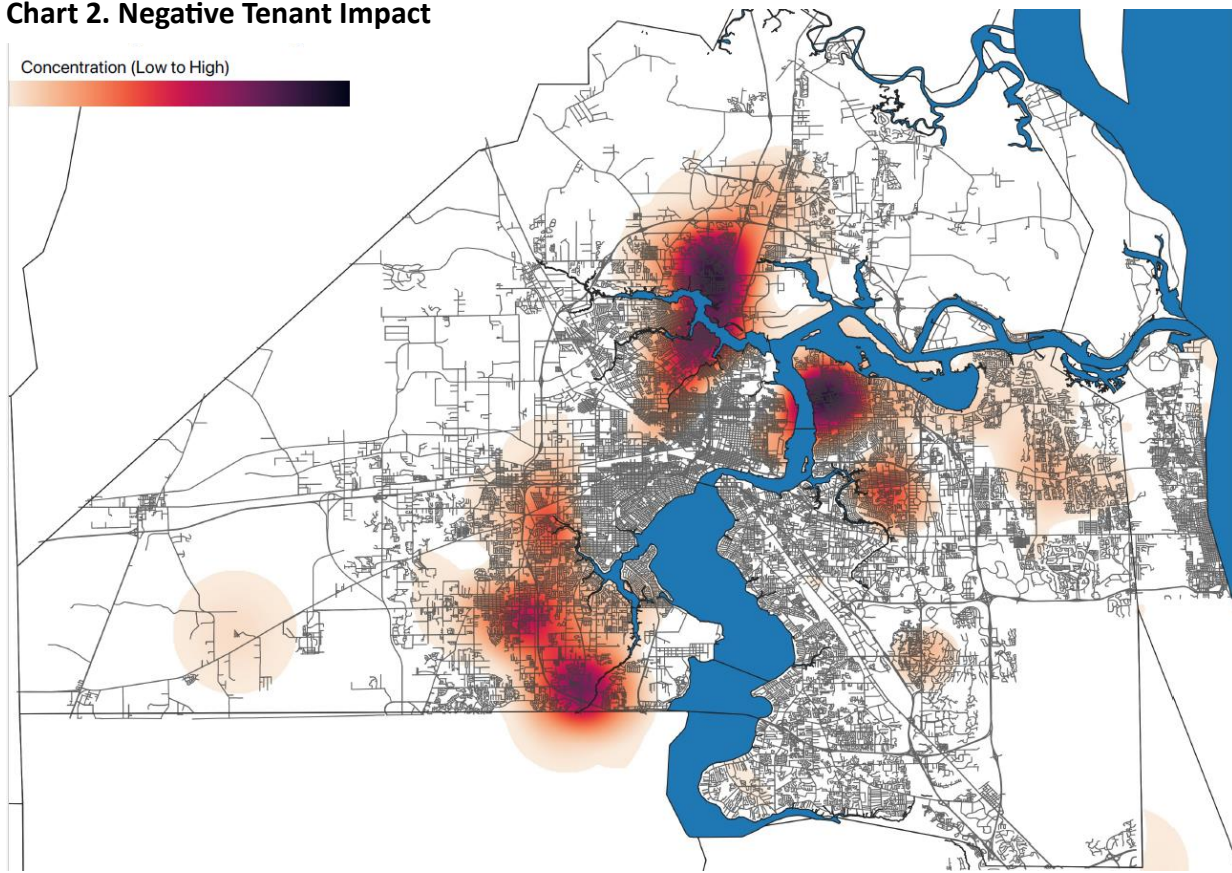 Chart 2. Negative Tenant Impact
Concentration (Low to High)